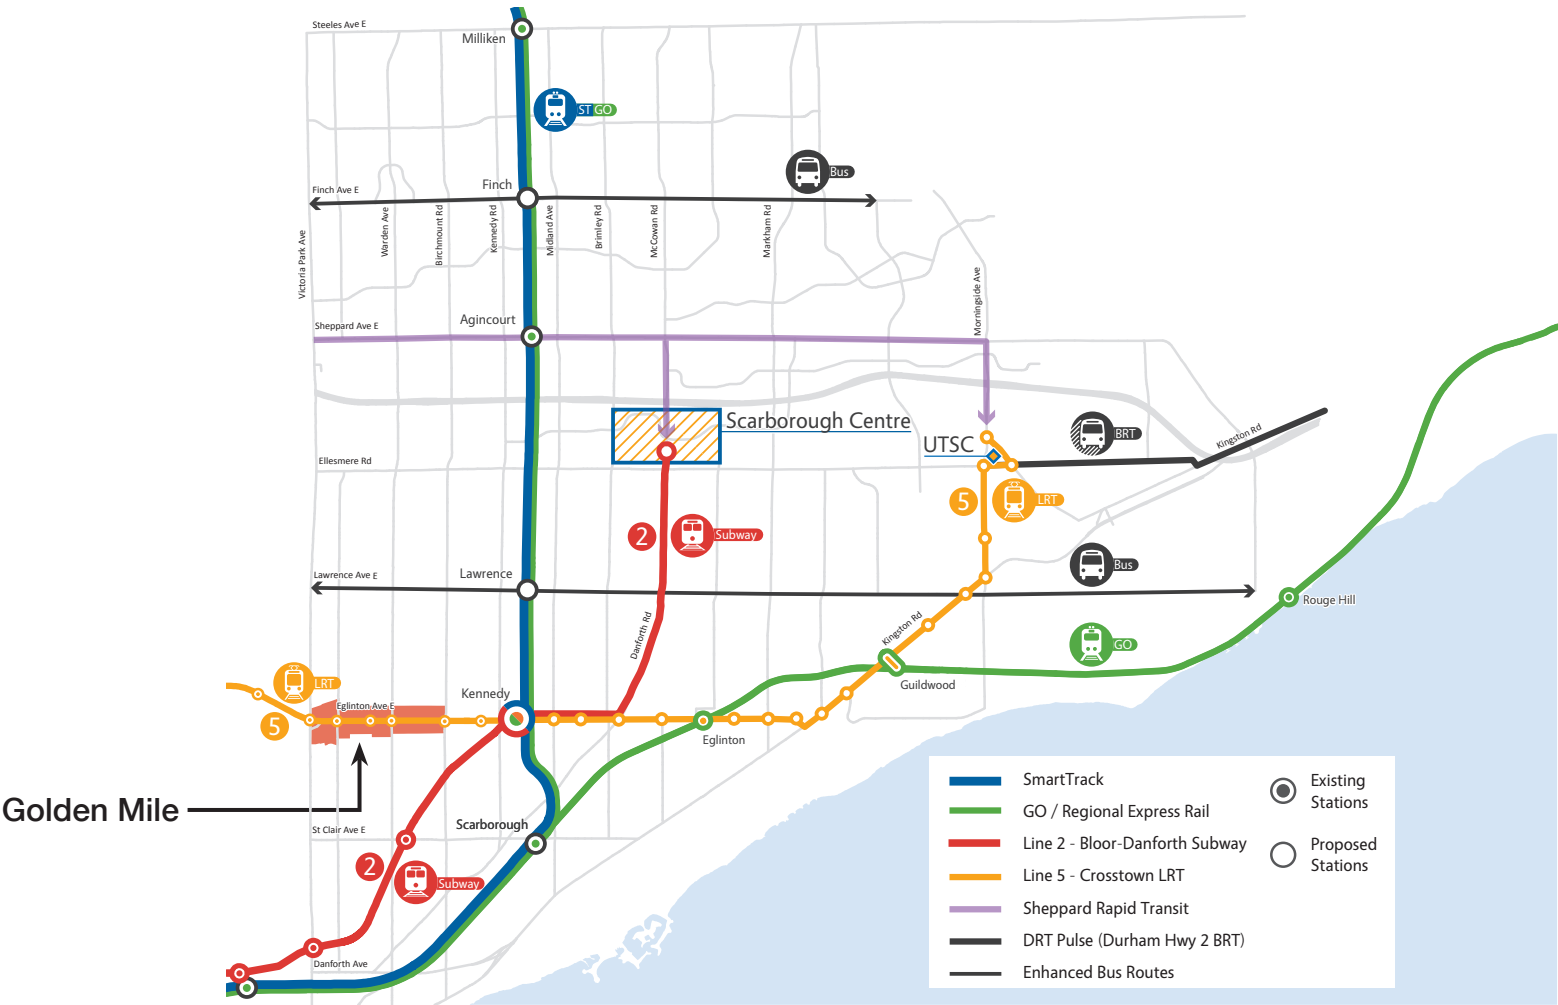 Steeles Ave E
Milliken
ST GO
Bus
Finch
Finch Ave E
Victoria Park Ave
Warden Ave
Birchmount Rd
Kennedy Rd
Midland Ave
Brimley Rd
McCowan Rd
Markham Rd
Morningside Ave
Agincourt
Sheppard Ave E
Scarborough Centre
UTSC
BRT
Kingston Rd
Ellesmere Rd
5
LRT
2
Subway
Lawrence
Lawrence Ave E
Bus
Rouge Hill
Danforth Rd
Kingston Rd
GO
Guildwood
LRT
Kennedy
Eglinton Ave E
5
Eglinton
Golden Mile
Scarborough
St Clair Ave E
2
Subway
Danforth Ave
SmartTrack
GO / Regional Express Rail
Line 2 - Bloor-Danforth Subway
Line 5 - Crosstown LRT
Sheppard Rapid Transit
DRT Pulse (Durham Hwy 2 BRT)
Enhanced Bus Routes
Existing
Stations
Proposed
Stations